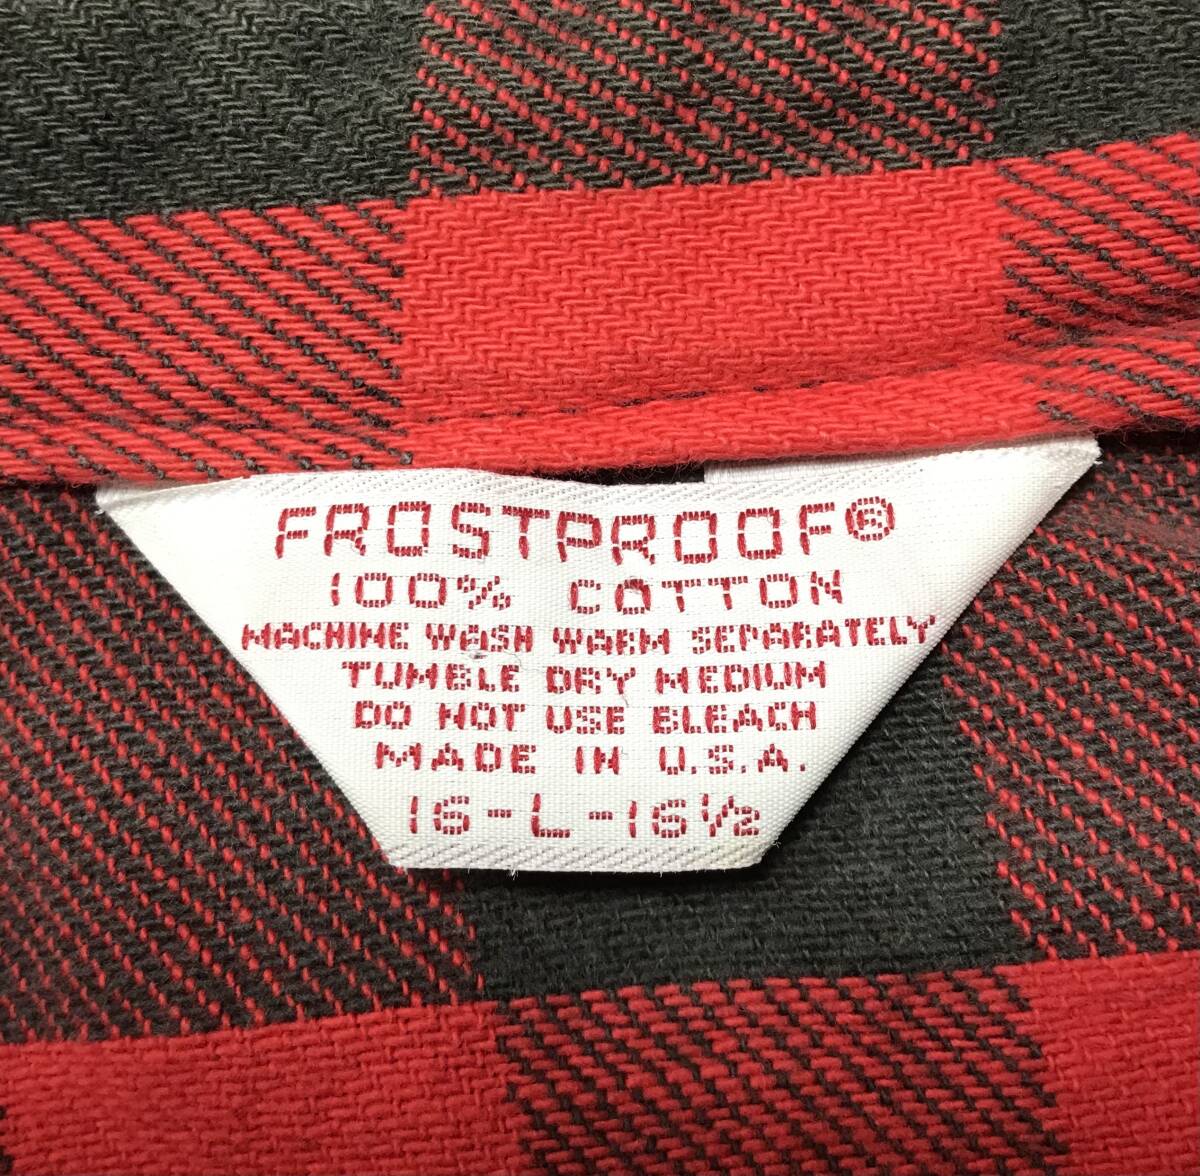 FROSTPROOF®
100% COTTON
MACHINE WASH WARM SEPARATELY
TUMBLE DRY MEDIUM
DO NOT USE BLEACH
MADE IN U.S.A.
16-L-16½